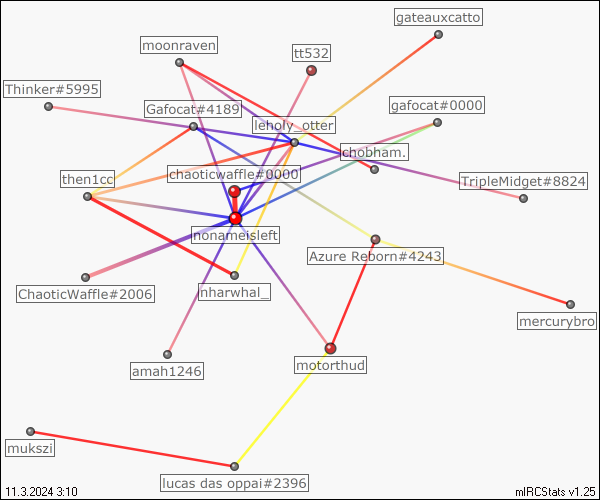 gateauxcatto
moonraven
tt532
Thinker#5995
Gafocat#4189
gafocat#0000
leholy_otter
chobham.
then1cc
chaoticwaffle#0000
TripleMidget#8824
nonameisleft
Azure Reborn#4243
ChaoticWaffle#2006
nharwhal_
mercurybro
amah1246
motorthud
mukszi
lucas das oppai#2396
11.3.2024 3:10
mIRCStats v1.25